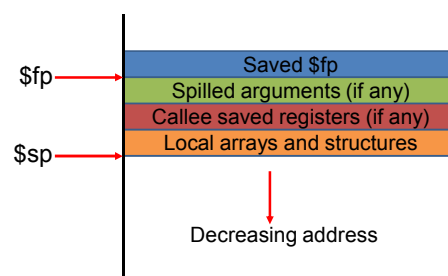 Saved $fp
$fp
Spilled arguments (if any)
Callee saved registers (if any)
Local arrays and structures
$sp
Decreasing address